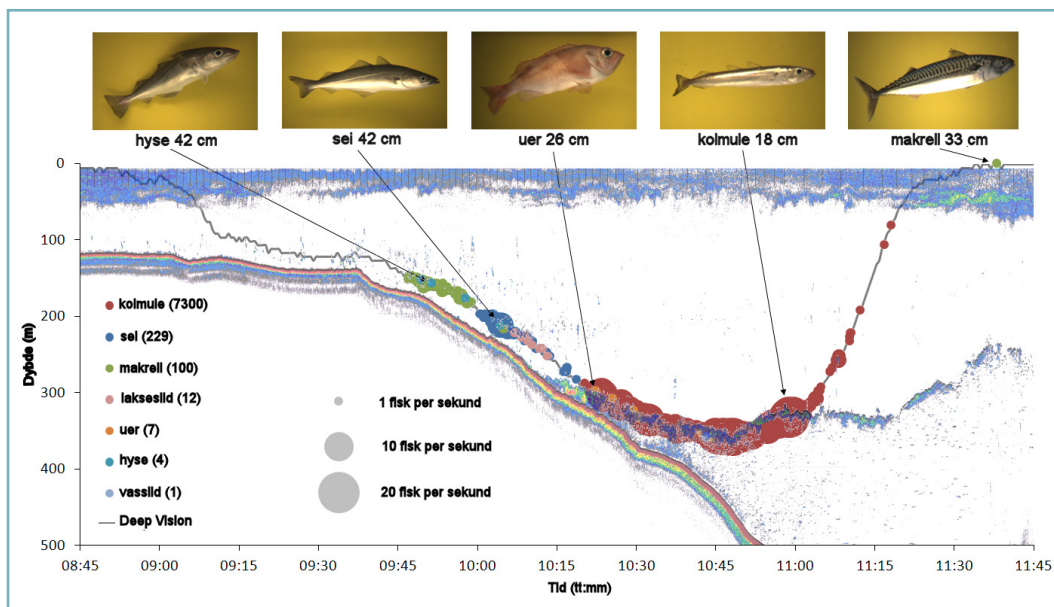 hyse 42 cm
sei 42 cm
uer 26 cm
kolmule 18 cm
makrell 33 cm
0
100
200
300
400
500
Dybde (m)
kolmule (7300)
sei (229)
makrell (100)
laksesild (12)
uer (7)
hyse (4)
vassild (1)
Deep Vision
1 fisk per sekund
10 fisk per sekund
20 fisk per sekund
08:45 09:00 09:15 09:30 09:45 10:00 10:15 10:30 10:45 11:00 11:15 11:30 11:45
Tid (tt:mm)